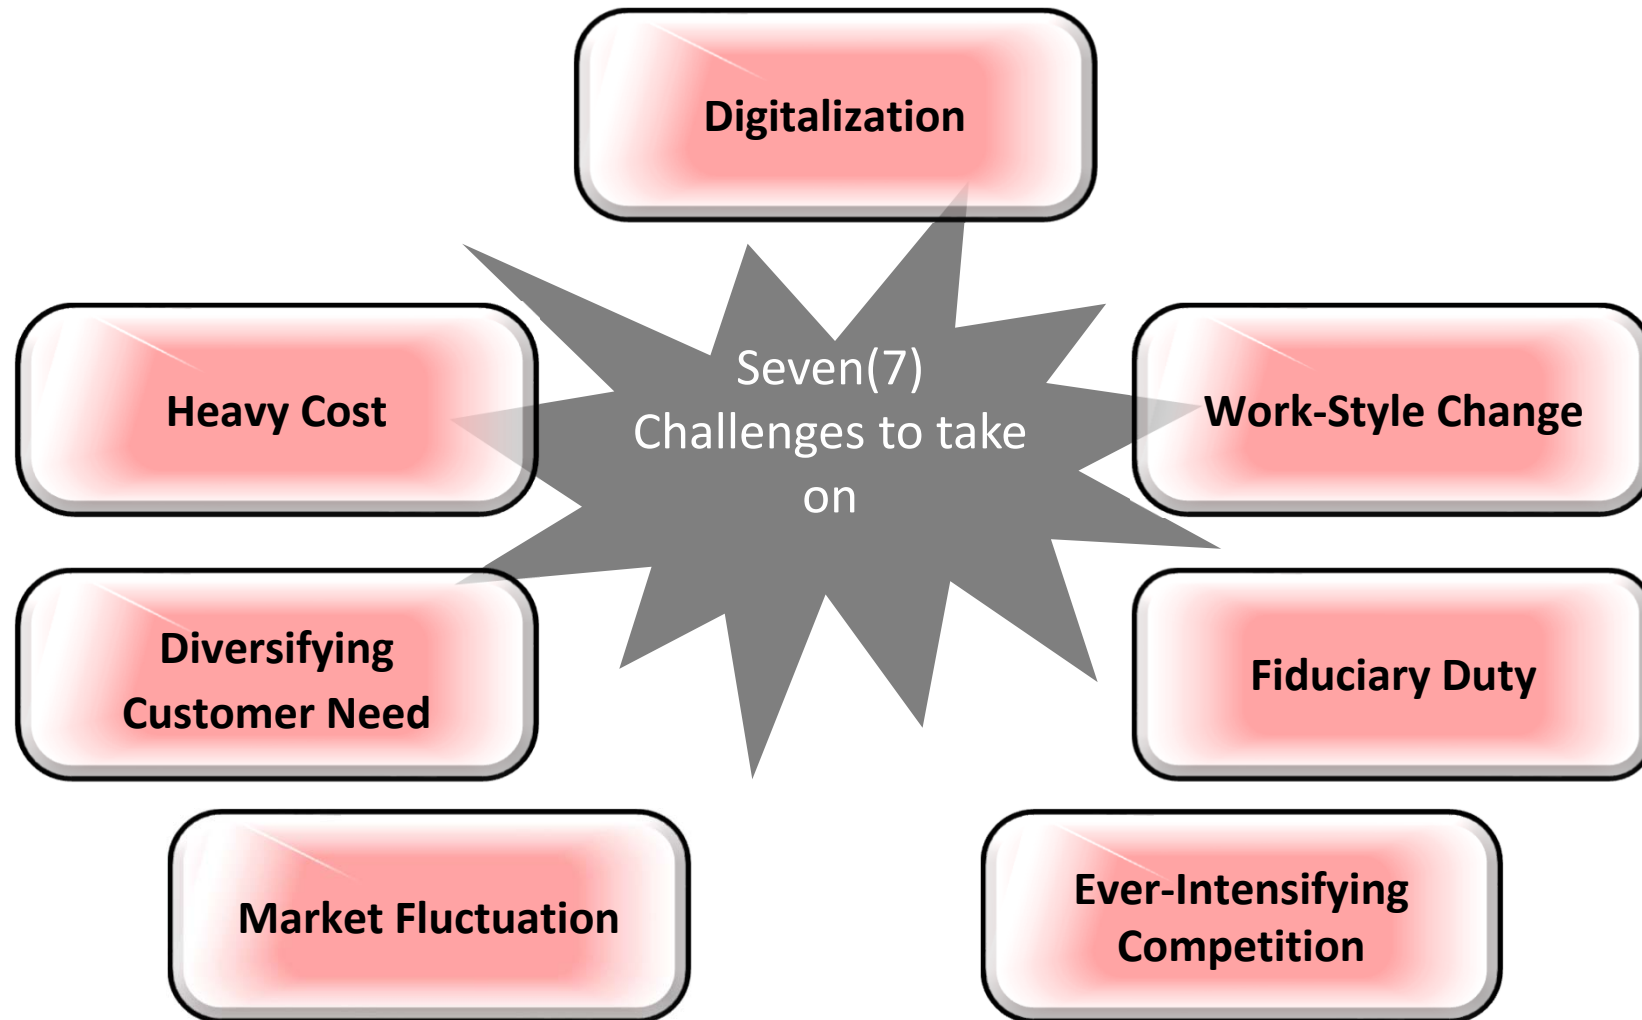 Digitalization
Seven(7)
Challenges to take
on
Heavy Cost
Work-Style Change
Diversifying
Customer Need
Fiduciary Duty
Market Fluctuation
Ever-Intensifying
Competition